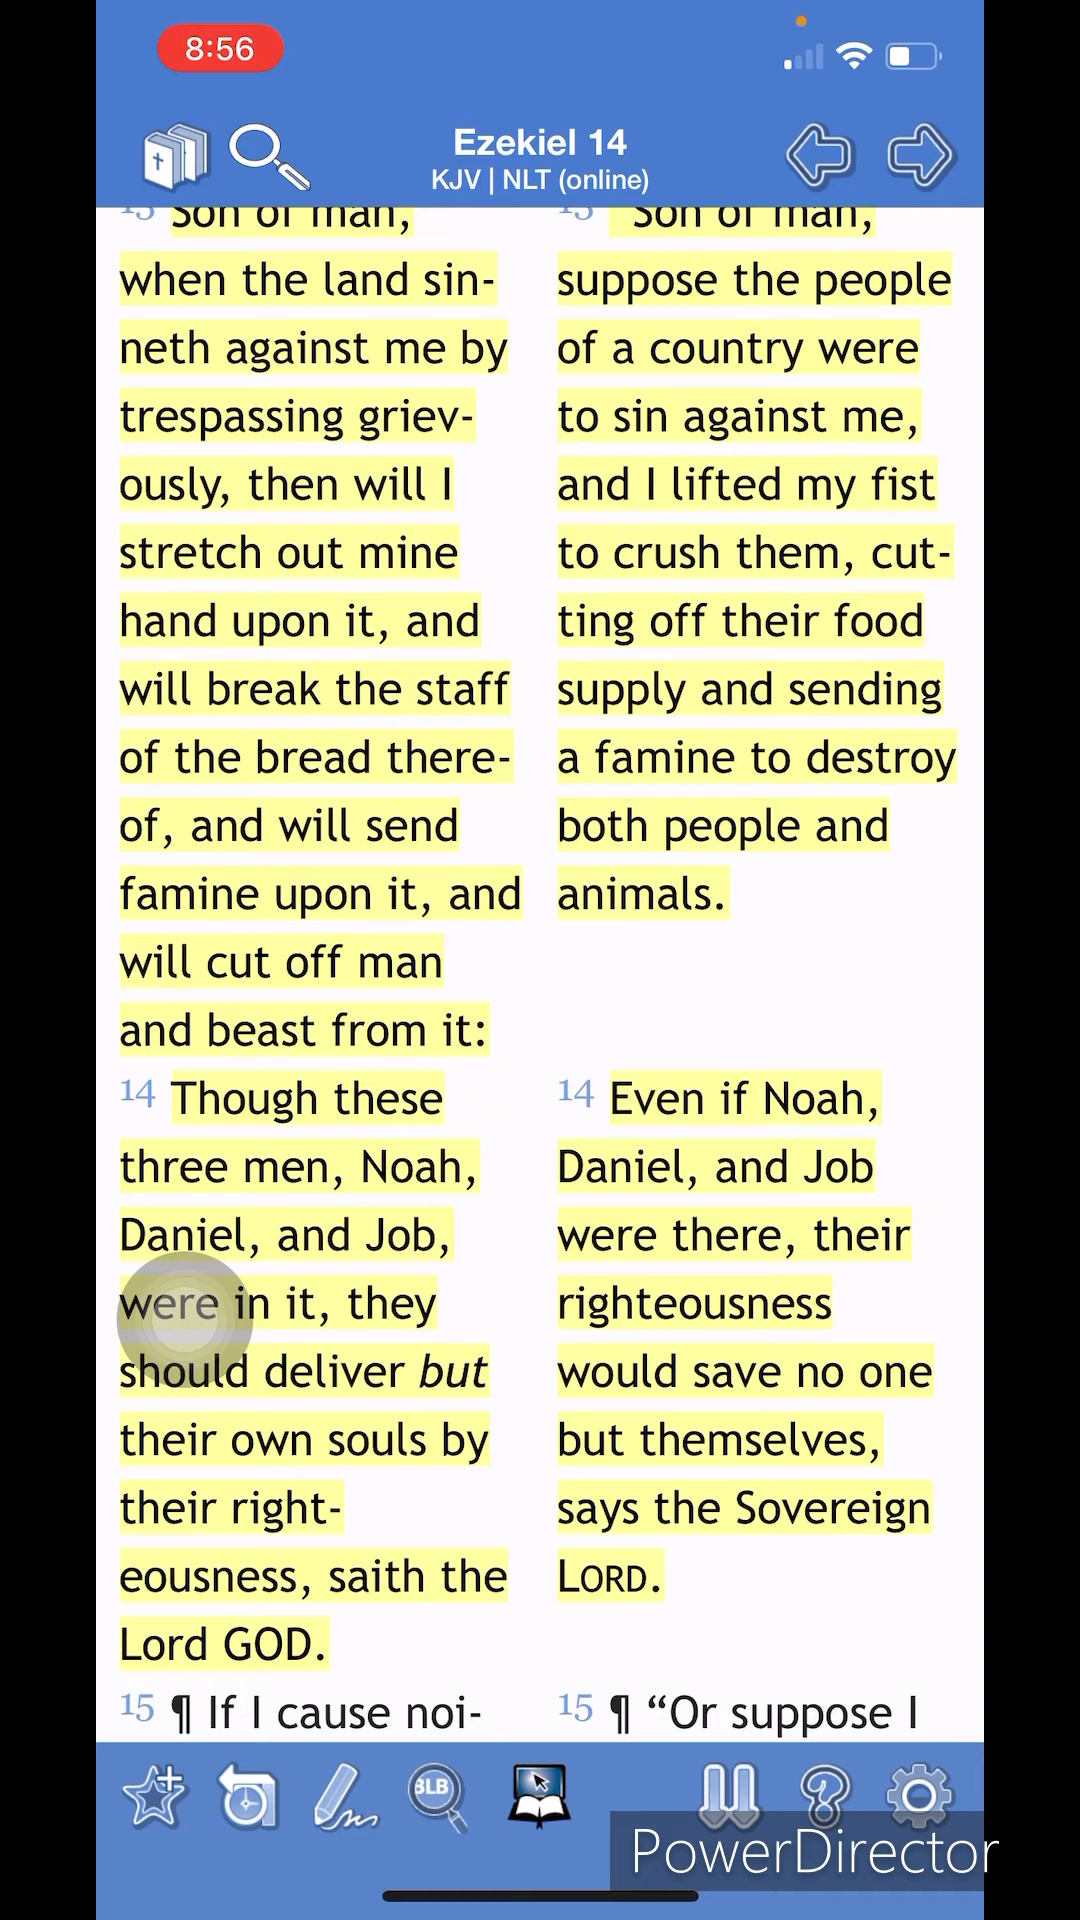 8:56
Ezekiel 14
KJV | NLT (online)
13 Son of man,
when the land sin-
neth against me by
trespassing griev-
ously, then will I
stretch out mine
hand upon it, and
will break the staff
of the bread there-
of, and will send
famine upon it, and
will cut off man
and beast from it:
14 Though these
three men, Noah,
Daniel, and Job,
were in it, they
should deliver but
their own souls by
their right-
eousness, saith the
Lord GOD.
15 ¶ If I cause noi-
13 “Son of man,
suppose the people
of a country were
to sin against me,
and I lifted my fist
to crush them, cut-
ting off their food
supply and sending
a famine to destroy
both people and
animals.
14 Even if Noah,
Daniel, and Job
were there, their
righteousness
would save no one
but themselves,
says the Sovereign
LORD.
15 ¶ “Or suppose I
BLB
PowerDirector